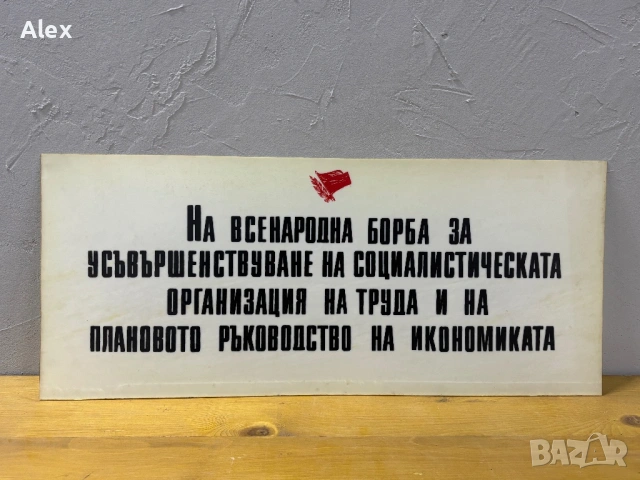 Alex
На всенародна борба за
усъвършенствуване на социалистическата
организация на труда и на
плановото ръководство на икономиката
BAZAR